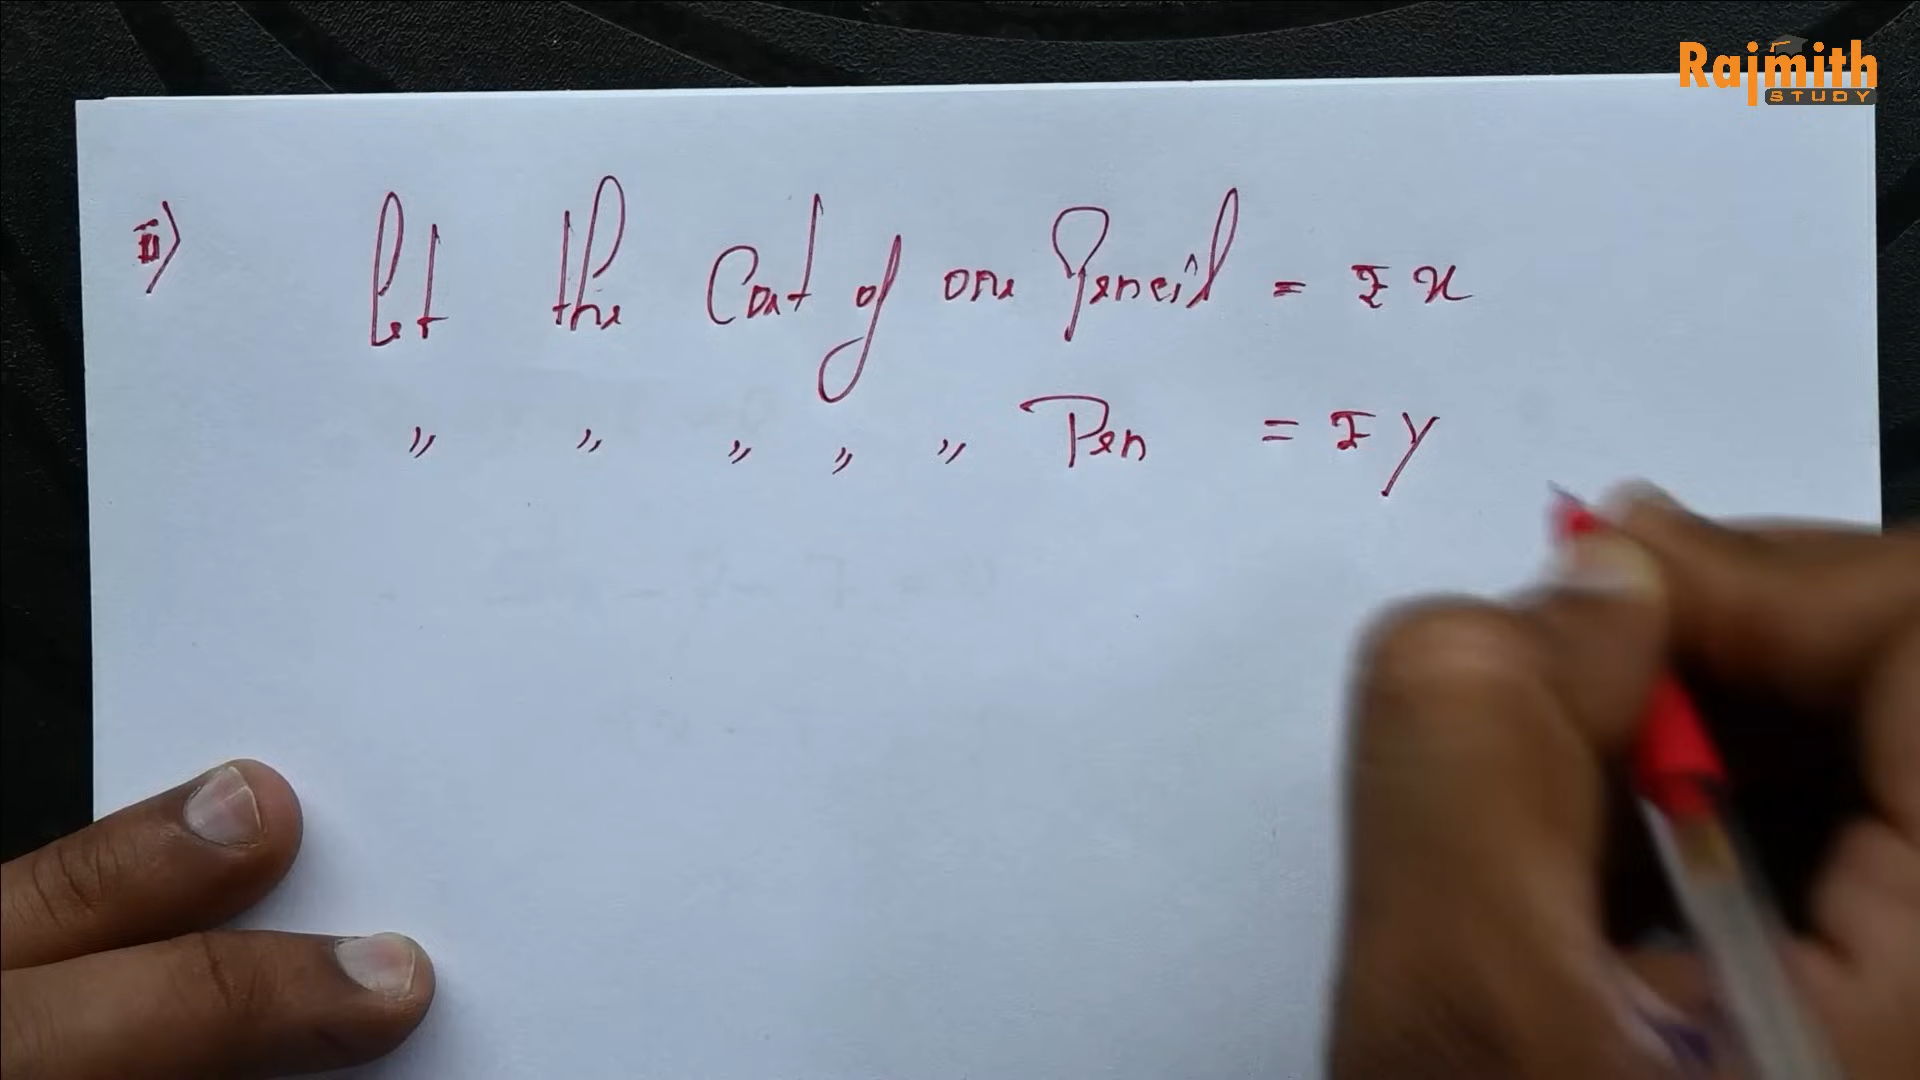 Rajmith
STUDY
ii) Let the Cost of one Pencil = ₹ x
" " " " " Pen = ₹ y